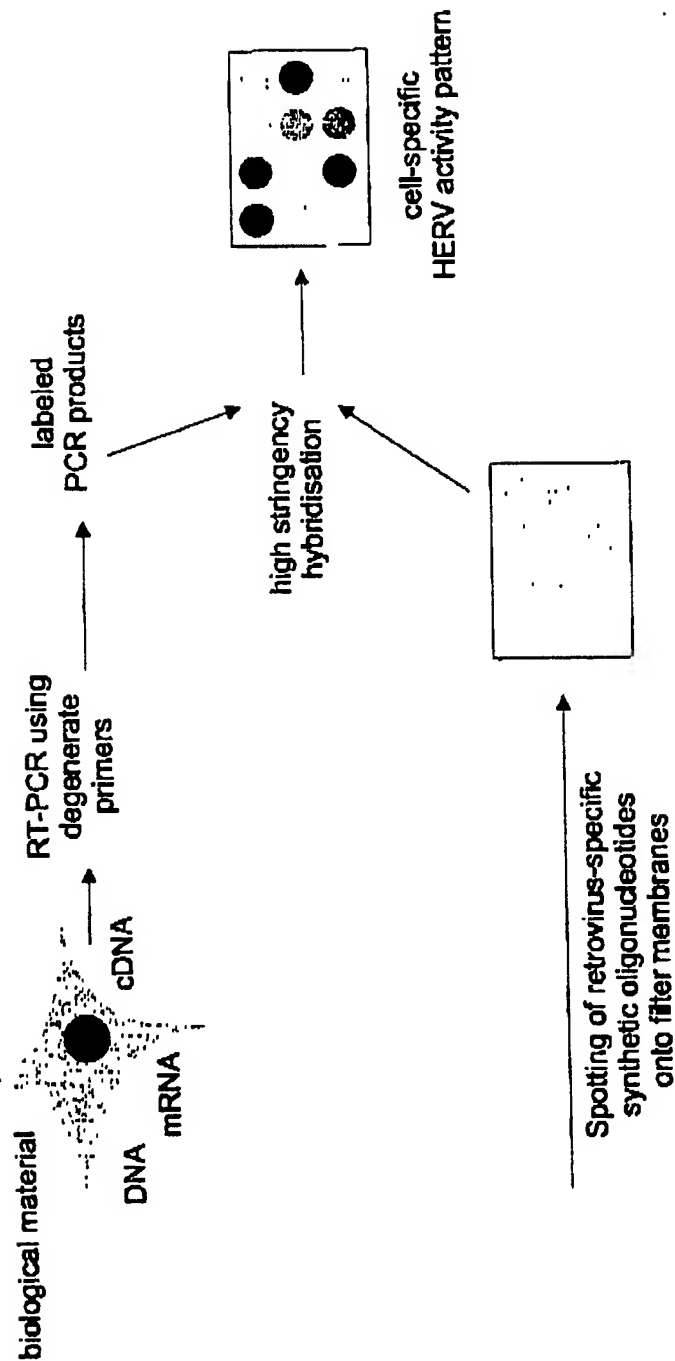 biological material
DNA
mRNA
cDNA
RT-PCR using
degenerate
primers
labeled
PCR products
high stringency
hybridisation
cell-specific
HERV activity pattern
Spotting of retrovirus-specific
synthetic oligonucleotides
onto filter membranes